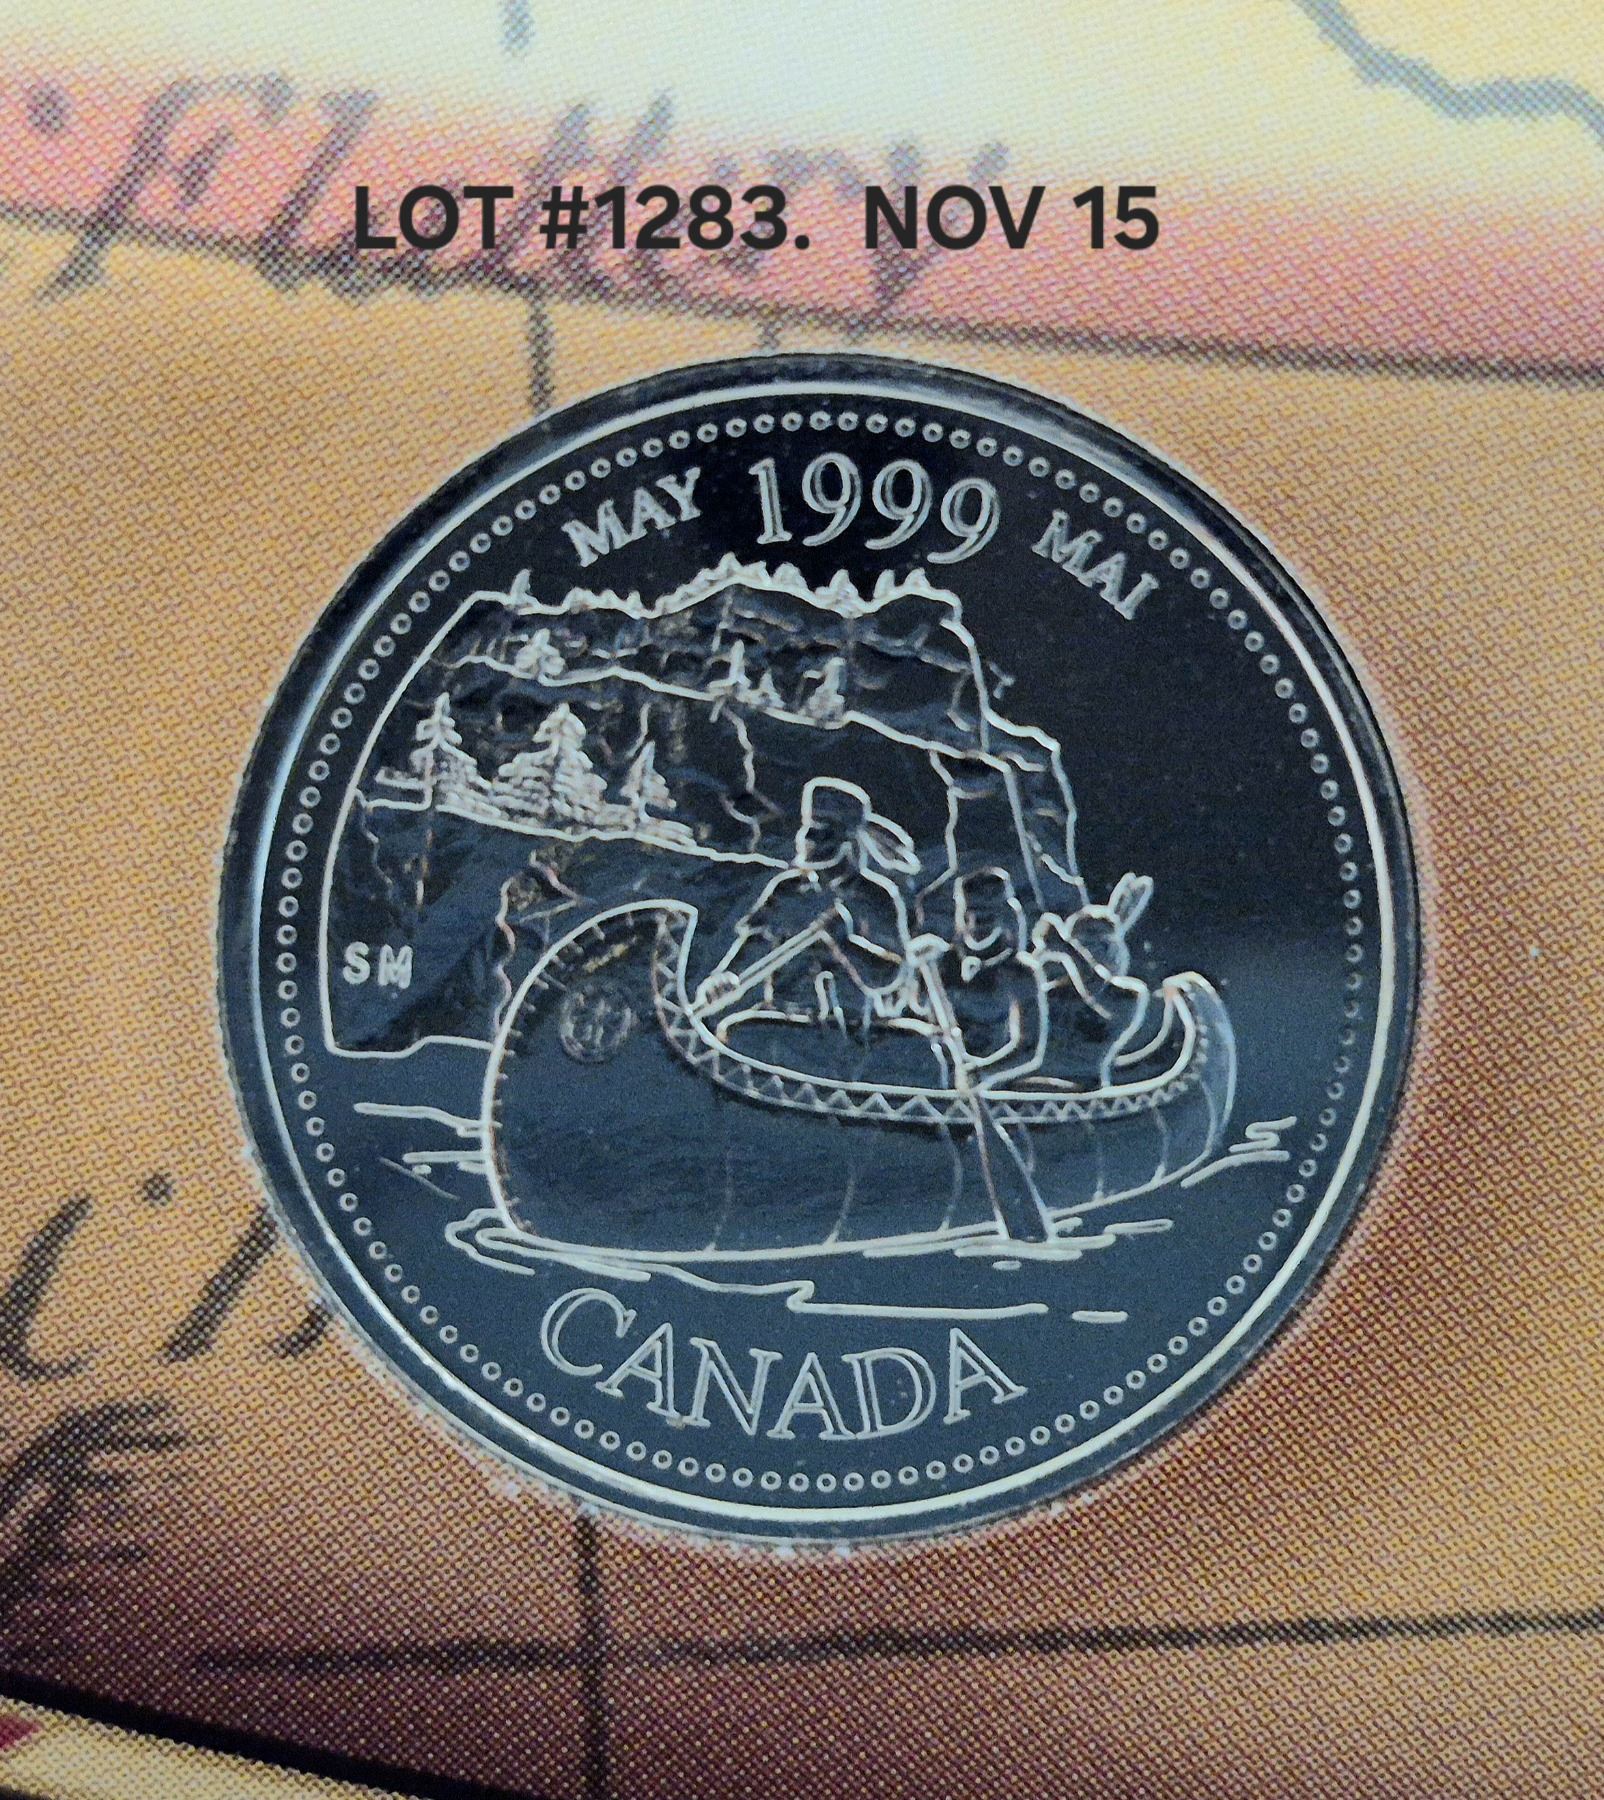 LOT #1283. NOV 15
MAY 1999 MAI
SM
CANADA